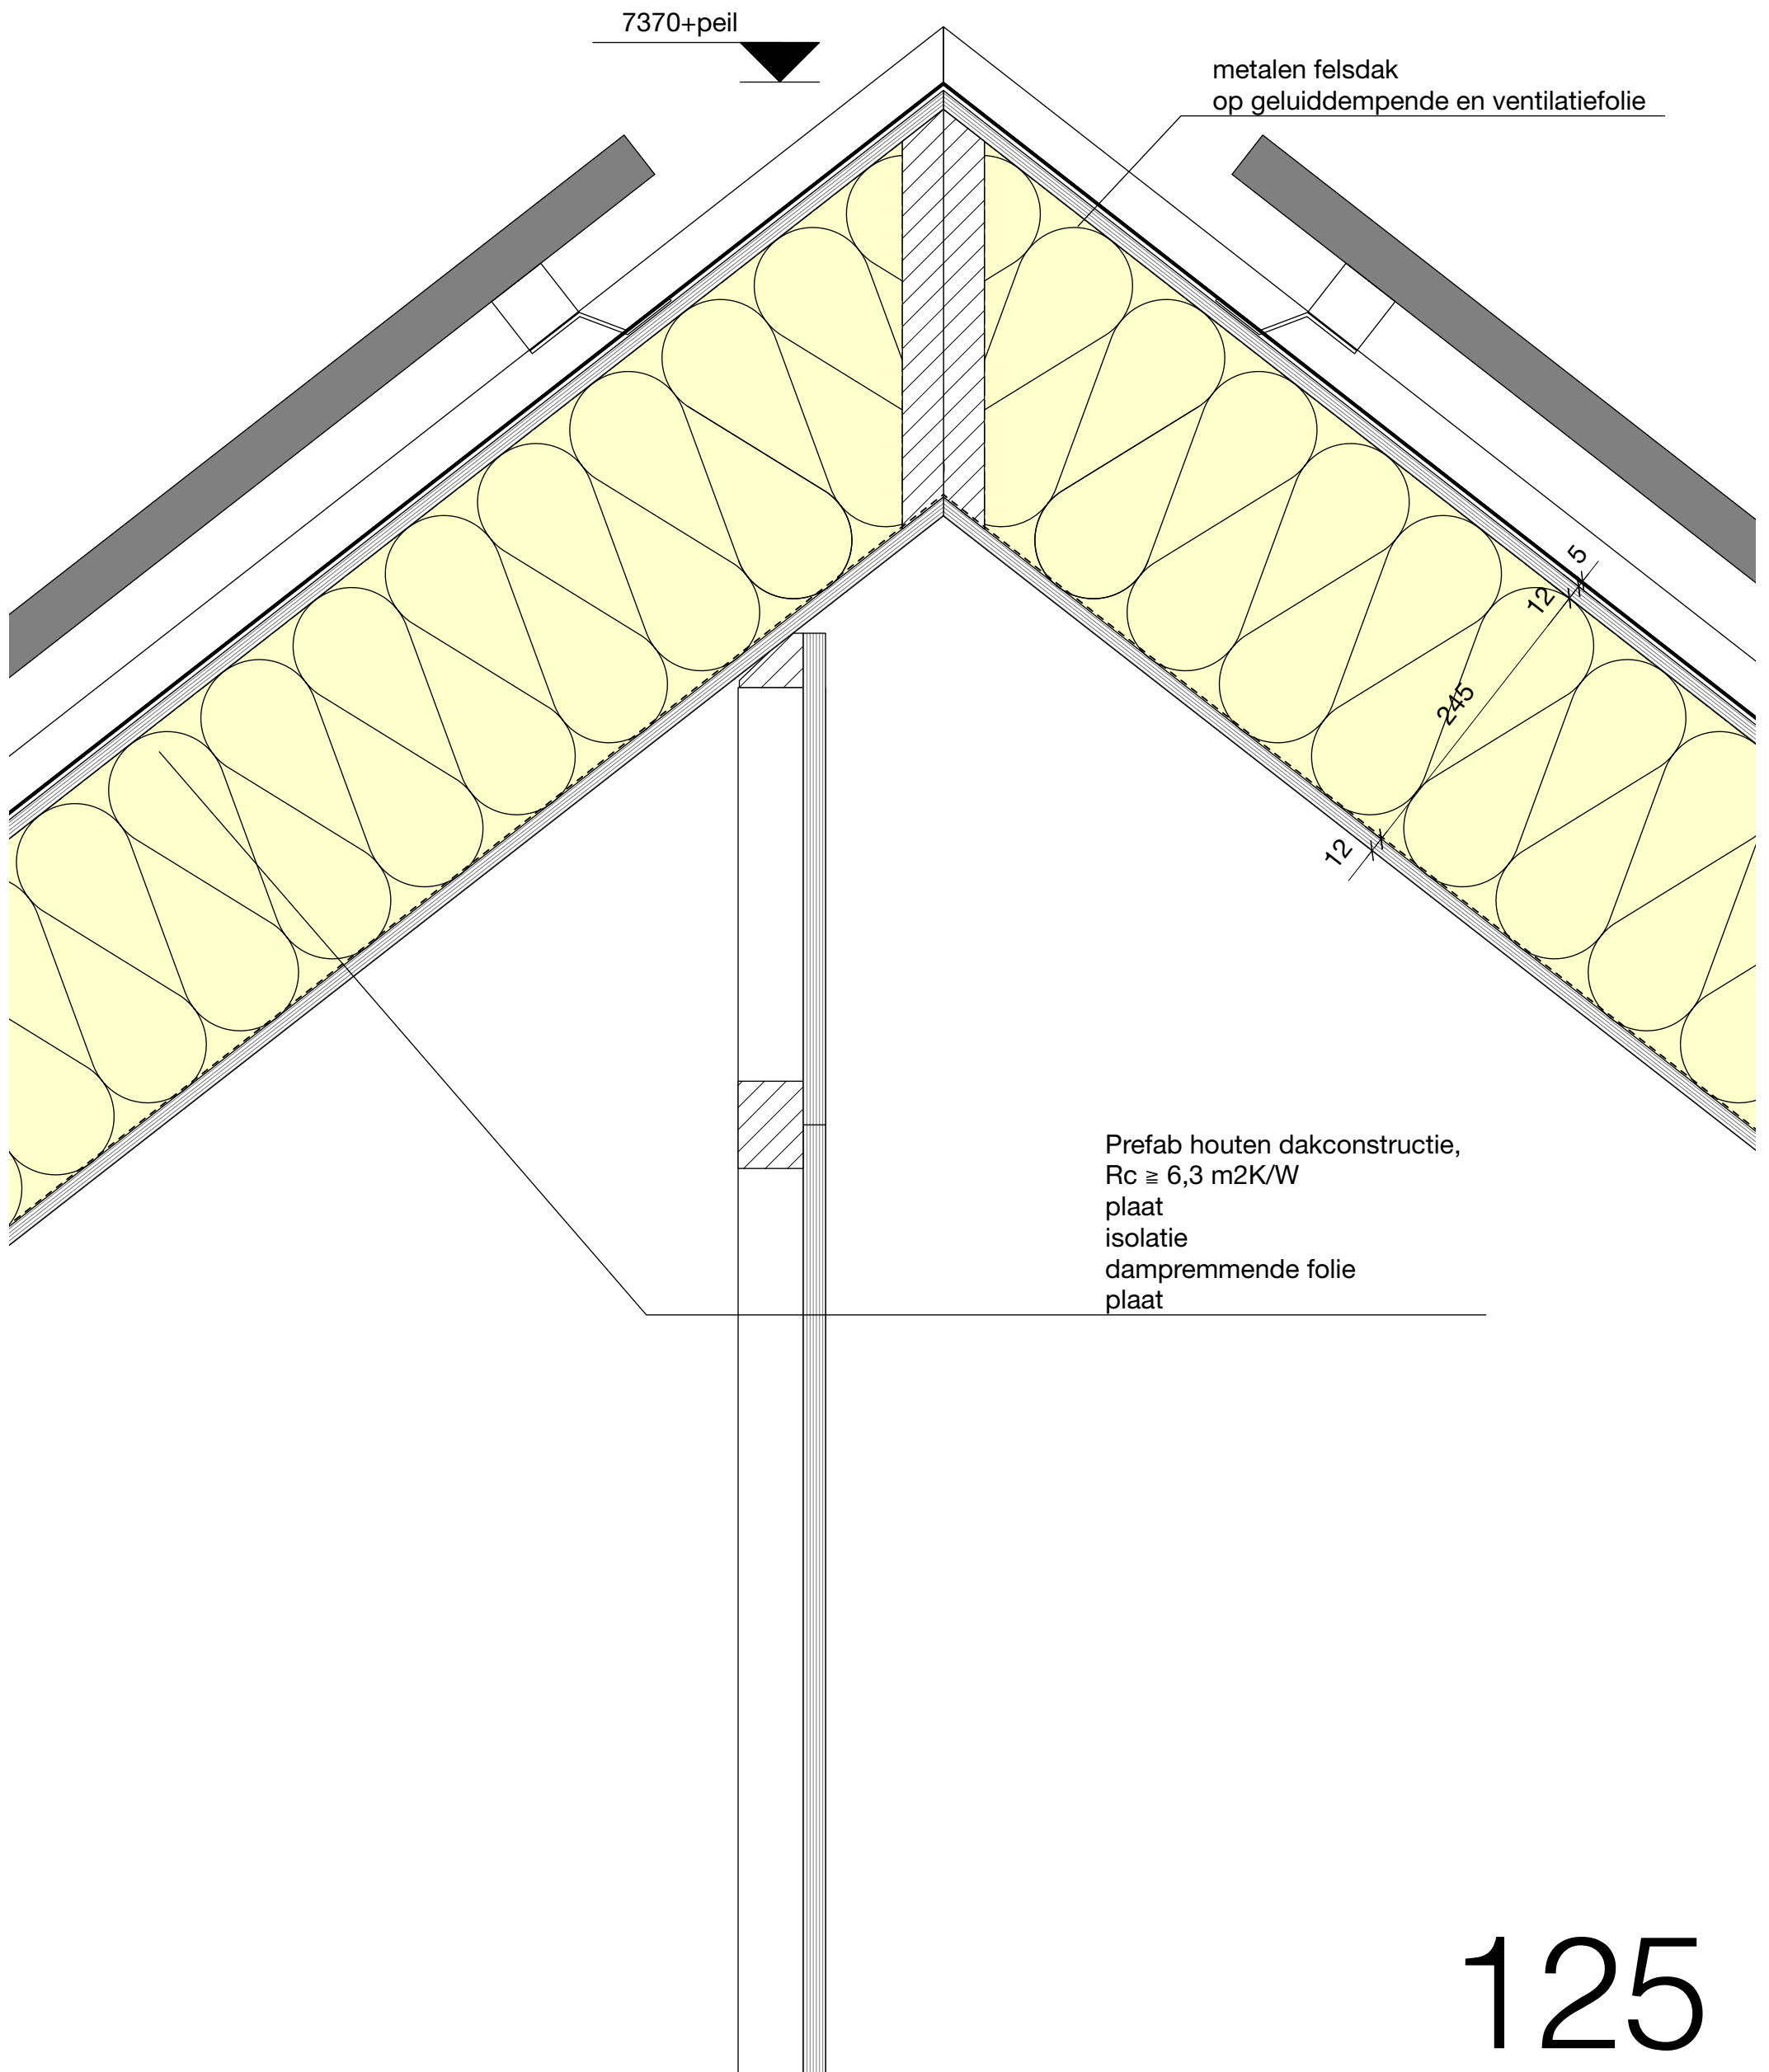 7370+peil
metalen felsdak
op geluiddempende en ventilatiefolie
5
12
245
12
Prefab houten dakconstructie,
Rc ≧ 6,3 m2K/W
plaat
isolatie
dampremmende folie
plaat
125